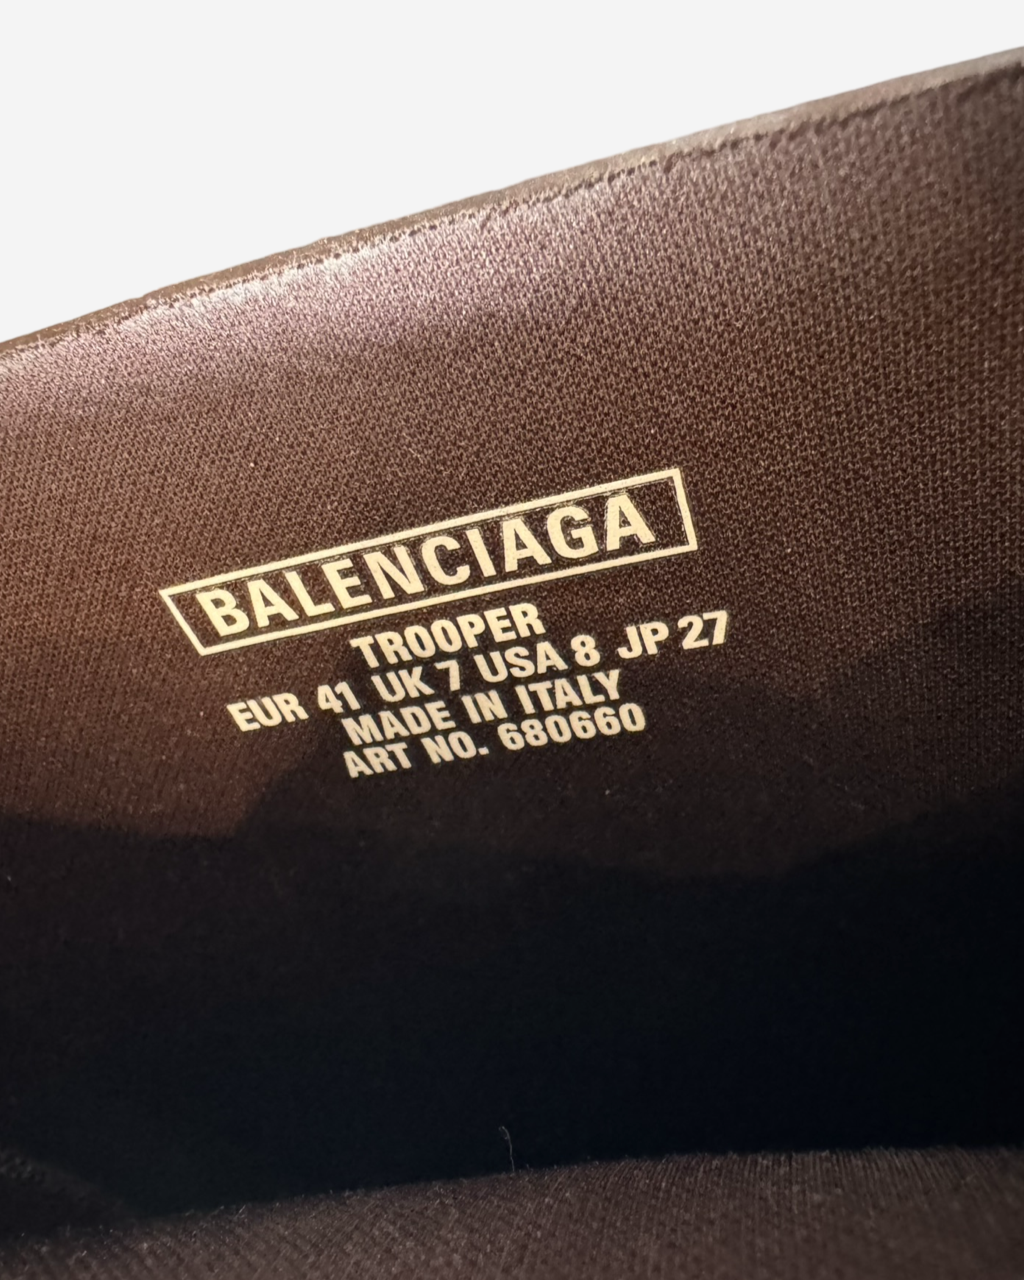 BALENCIAGA
TROOPER
EUR 41 UK 7 USA 8 JP 27
MADE IN ITALY
ART NO. 680660